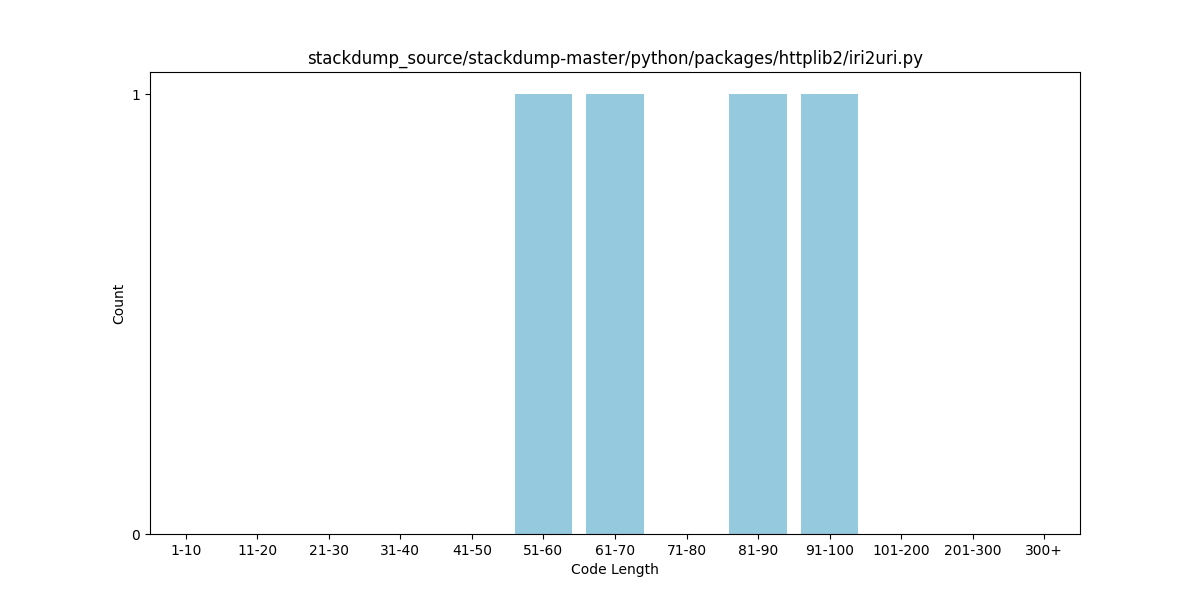 stackdump_source/stackdump-master/python/packages/httplib2/iri2uri.py
1
Count
0
1-10 11-20 21-30 31-40 41-50 51-60 61-70 71-80 81-90 91-100 101-200 201-300 300+
Code Length